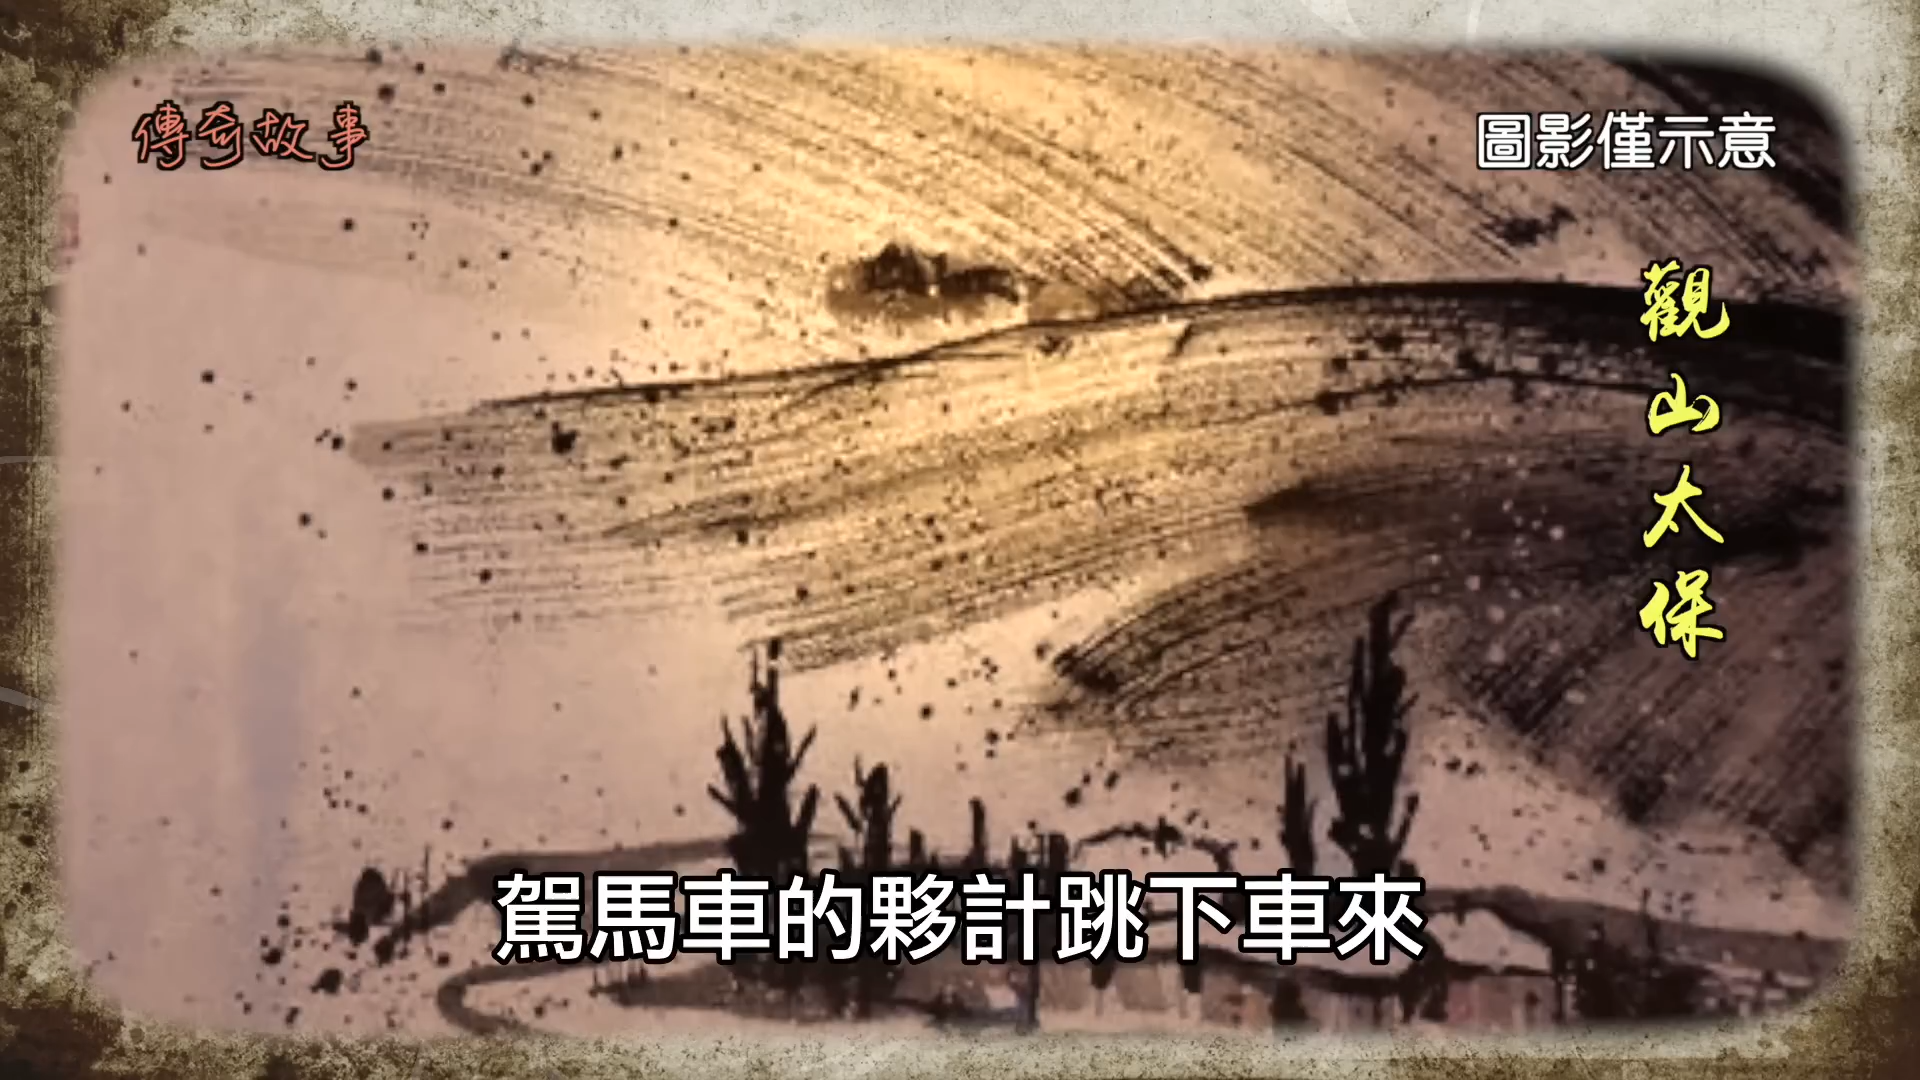 傳奇故事
圖影僅示意
觀山太保
駕馬車的夥計跳下車來